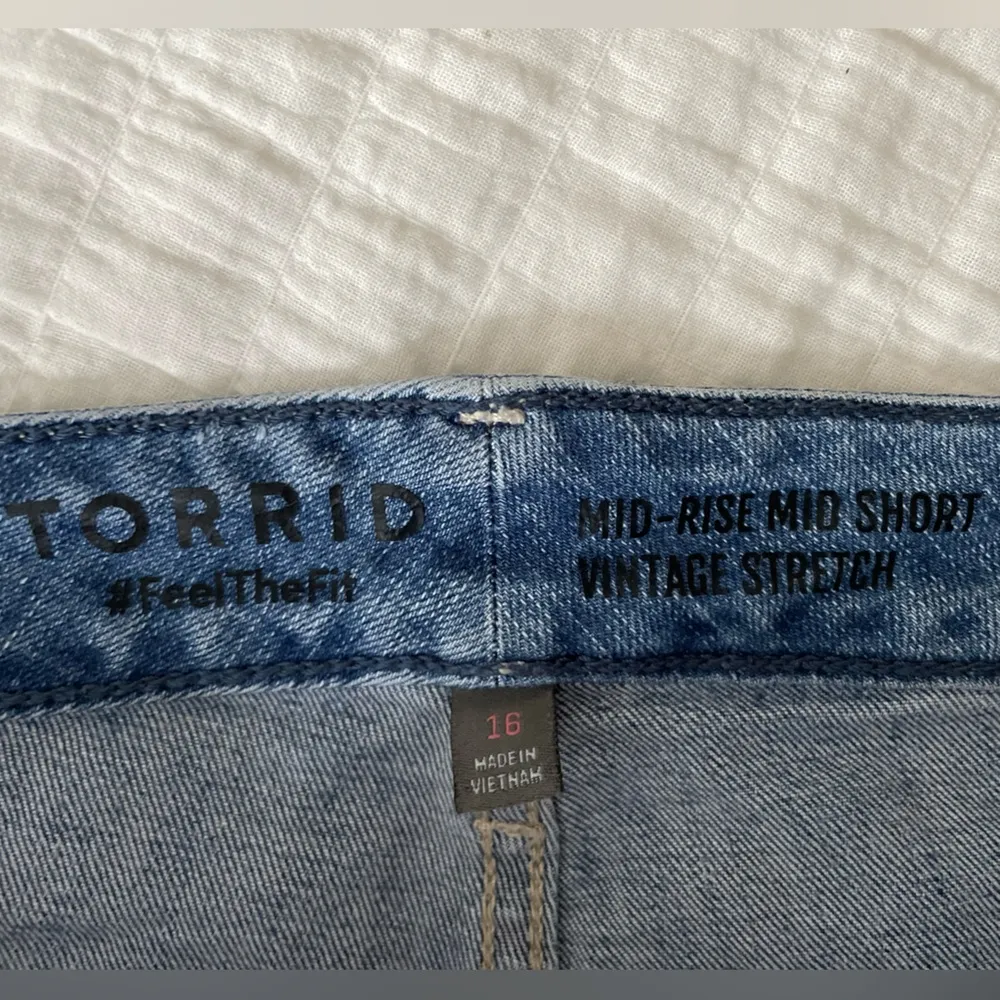 TORRID
#FeelTheFit
MID-RISE MID SHORT
VINTAGE STRETCH
16
MADE IN
VIETNAM